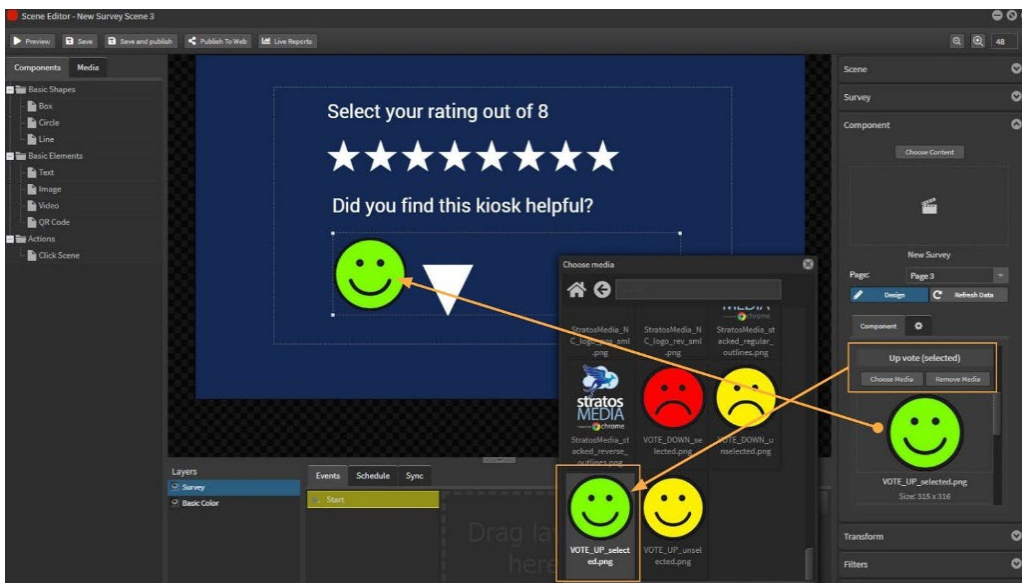 Scene Editor - New Survey Scene 3
Preview
Save
Save and publish
Publish To Web
Live Reports
48
Components
Media
Basic Shapes
Box
Circle
Line
Basic Elements
Text
Image
Video
QR Code
Actions
Click Scene
Select your rating out of 8
Did you find this kiosk helpful?
Choose media
MEDIA
chrome
StratosMedia_N
C_logo_pos_sml
.png
StratosMedia_N
C_logo_rev_sml
.png
StratosMedia_st
acked_regular_
outlines.png
stratos
MEDIA
chrome
StratosMedia_st
acked_reverse_
outlines.png
VOTE_DOWN_se
lected.png
VOTE_DOWN_u
nselected.png
VOTE_UP_select
ed.png
VOTE_UP_unsel
ected.png
Layers
Survey
Basic Color
Events
Schedule
Sync
Start
Drag la
here
Scene
Survey
Component
Choose Content
New Survey
Page:
Page 3
Design
Refresh Data
Component
Up vote (selected)
Choose Media
Remove Media
VOTE_UP_selected.png
Size: 315 x 316
Transform
Filters